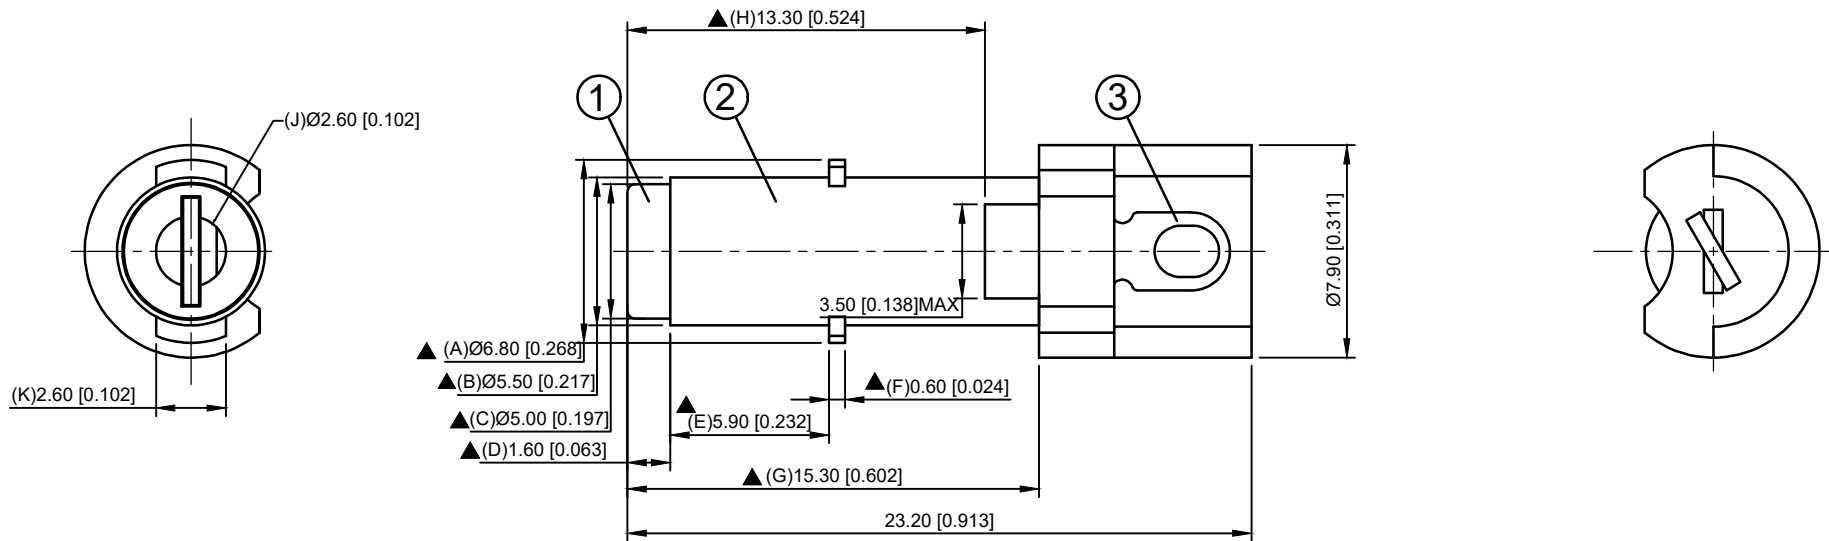 ▲(H)13.30 [0.524]
1
2
3
(J)Ø2.60 [0.102]
Ø7.90 [0.311]
3.50 [0.138]MAX
▲ (A)Ø6.80 [0.268]
▲(B)Ø5.50 [0.217]
▲(F)0.60 [0.024]
(K)2.60 [0.102]
▲(C)Ø5.00 [0.197]
▲
(E)5.90 [0.232]
▲(D)1.60 [0.063]
▲(G)15.30 [0.602]
23.20 [0.913]